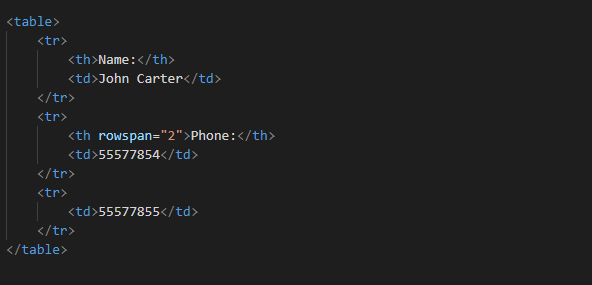 <table>
<tr>
<th>Name:</th>
<td>John Carter</td>
</tr>
<tr>
<th rowspan="2">Phone:</th>
<td>55577854</td>
</tr>
<tr>
<td>55577855</td>
</tr>
</table>